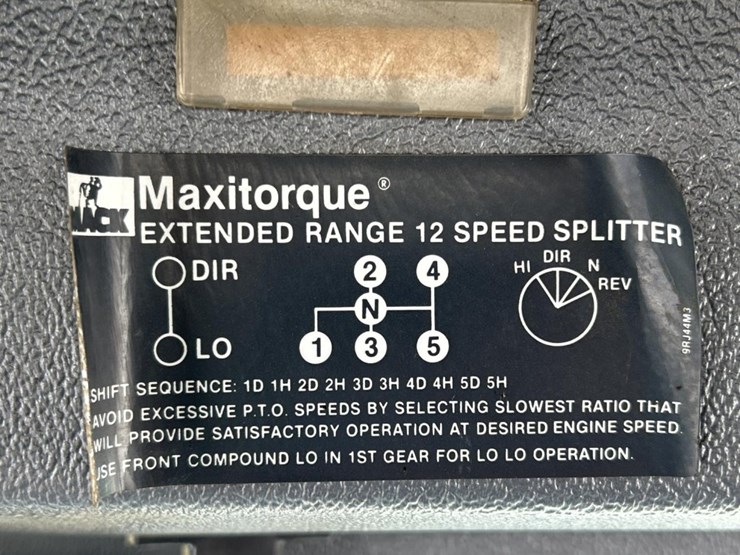 MACK
Maxitorque®
EXTENDED RANGE 12 SPEED SPLITTER
DIR
LO
2 4
N
1 3 5
HI DIR N REV
9RJ44M3
SHIFT SEQUENCE: 1D 1H 2D 2H 3D 3H 4D 4H 5D 5H
AVOID EXCESSIVE P.T.O. SPEEDS BY SELECTING SLOWEST RATIO THAT
WILL PROVIDE SATISFACTORY OPERATION AT DESIRED ENGINE SPEED.
USE FRONT COMPOUND LO IN 1ST GEAR FOR LO LO OPERATION.